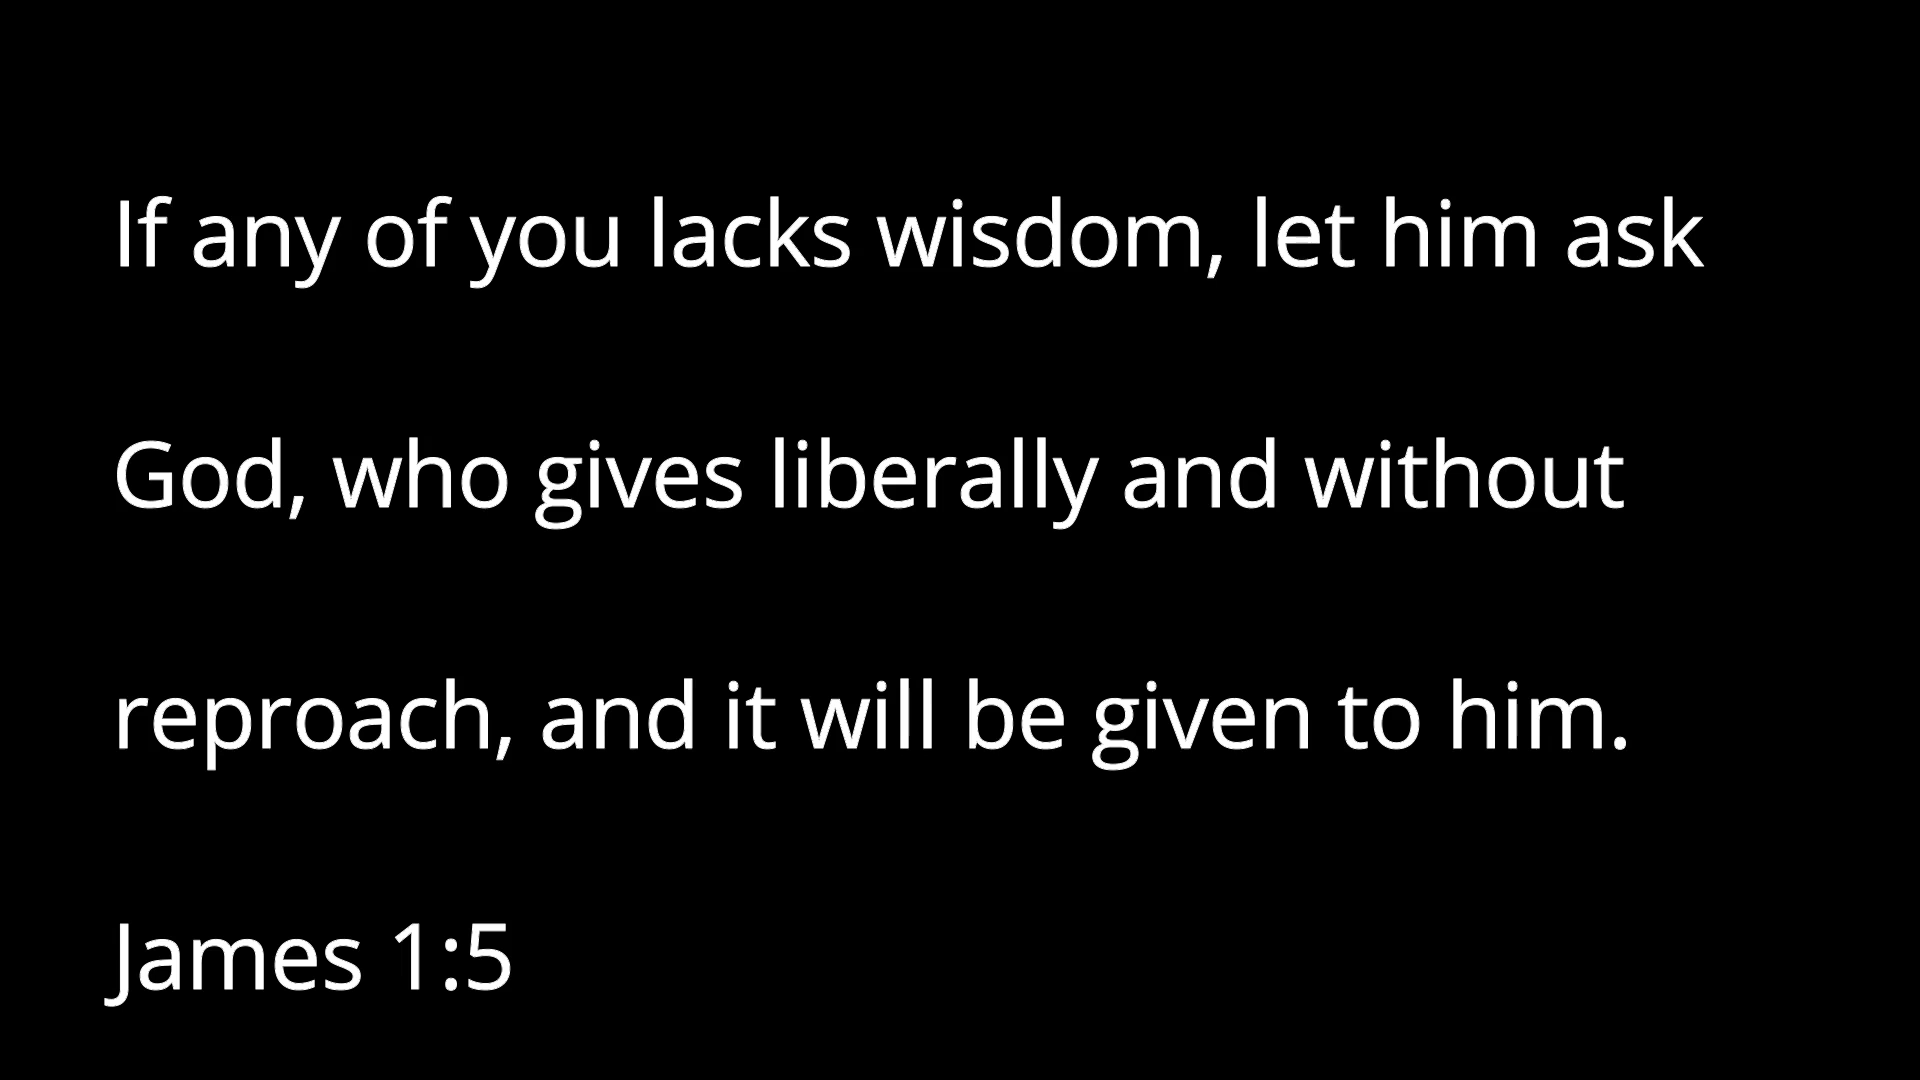 If any of you lacks wisdom, let him ask
God, who gives liberally and without
reproach, and it will be given to him.
James 1:5